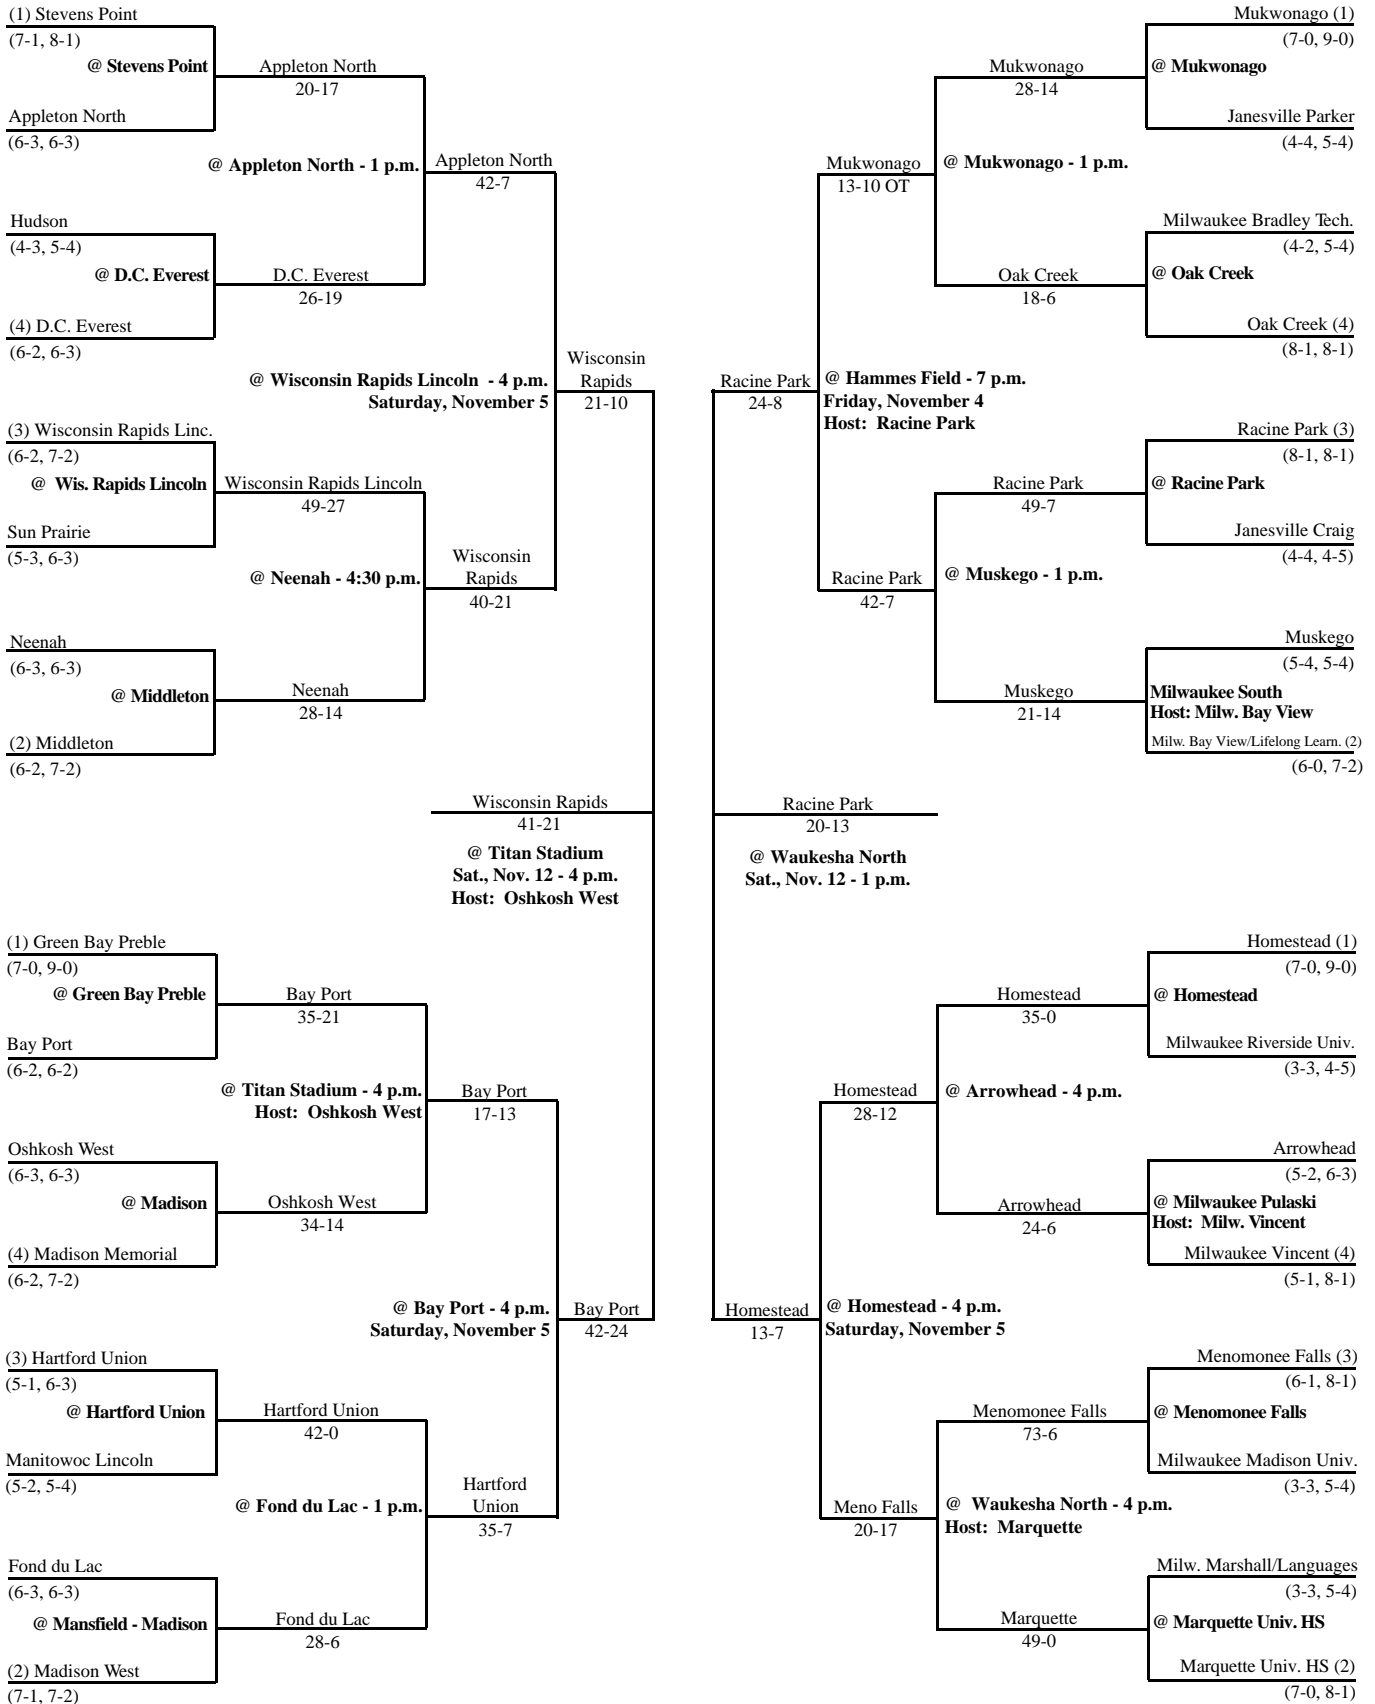 (1) Stevens Point
(7-1, 8-1)
@ Stevens Point
Appleton North
20-17
Appleton North
(6-3, 6-3)
@ Appleton North - 1 p.m.
Appleton North
42-7
Hudson
(4-3, 5-4)
@ D.C. Everest
D.C. Everest
26-19
(4) D.C. Everest
(6-2, 6-3)
@ Wisconsin Rapids Lincoln  - 4 p.m.
Saturday, November 5
Wisconsin
Rapids
21-10
(3) Wisconsin Rapids Linc.
(6-2, 7-2)
@  Wis. Rapids Lincoln
Wisconsin Rapids Lincoln
49-27
Sun Prairie
(5-3, 6-3)
@ Neenah - 4:30 p.m.
Wisconsin
Rapids
40-21
Neenah
(6-3, 6-3)
@ Middleton
Neenah
28-14
(2) Middleton
(6-2, 7-2)
Wisconsin Rapids
41-21
@ Titan Stadium
Sat., Nov. 12 - 4 p.m.
Host:  Oshkosh West
(1) Green Bay Preble
(7-0, 9-0)
@ Green Bay Preble
Bay Port
35-21
Bay Port
(6-2, 6-2)
@ Titan Stadium - 4 p.m.
Host:  Oshkosh West
Bay Port
17-13
Oshkosh West
(6-3, 6-3)
@ Madison
Oshkosh West
34-14
(4) Madison Memorial
(6-2, 7-2)
@ Bay Port - 4 p.m.
Saturday, November 5
Bay Port
42-24
(3) Hartford Union
(5-1, 6-3)
@ Hartford Union
Hartford Union
42-0
Manitowoc Lincoln
(5-2, 5-4)
@ Fond du Lac - 1 p.m.
Hartford
Union
35-7
Fond du Lac
(6-3, 6-3)
@ Mansfield - Madison
Fond du Lac
28-6
(2) Madison West
(7-1, 7-2)
Mukwonago (1)
(7-0, 9-0)
@ Mukwonago
Mukwonago
28-14
Janesville Parker
(4-4, 5-4)
Mukwonago
13-10 OT
@ Mukwonago - 1 p.m.
Milwaukee Bradley Tech.
(4-2, 5-4)
@ Oak Creek
Oak Creek
18-6
Oak Creek (4)
(8-1, 8-1)
Racine Park
24-8
@ Hammes Field - 7 p.m.
Friday, November 4
Host:  Racine Park
Racine Park (3)
(8-1, 8-1)
@ Racine Park
Racine Park
49-7
Janesville Craig
(4-4, 4-5)
Racine Park
42-7
@ Muskego - 1 p.m.
Muskego
(5-4, 5-4)
Milwaukee South
Host: Milw. Bay View
Muskego
21-14
Milw. Bay View/Lifelong Learn. (2)
(6-0, 7-2)
Racine Park
20-13
@ Waukesha North
Sat., Nov. 12 - 1 p.m.
Homestead (1)
(7-0, 9-0)
@ Homestead
Homestead
35-0
Milwaukee Riverside Univ.
(3-3, 4-5)
Homestead
28-12
@ Arrowhead - 4 p.m.
Arrowhead
(5-2, 6-3)
@ Milwaukee Pulaski
Host:  Milw. Vincent
Arrowhead
24-6
Milwaukee Vincent (4)
(5-1, 8-1)
Homestead
13-7
@ Homestead - 4 p.m.
Saturday, November 5
Menomonee Falls (3)
(6-1, 8-1)
@ Menomonee Falls
Menomonee Falls
73-6
Milwaukee Madison Univ.
(3-3, 5-4)
Meno Falls
20-17
@  Waukesha North - 4 p.m.
Host:  Marquette
Milw. Marshall/Languages
(3-3, 5-4)
@ Marquette Univ. HS
Marquette
49-0
Marquette Univ. HS (2)
(7-0, 8-1)